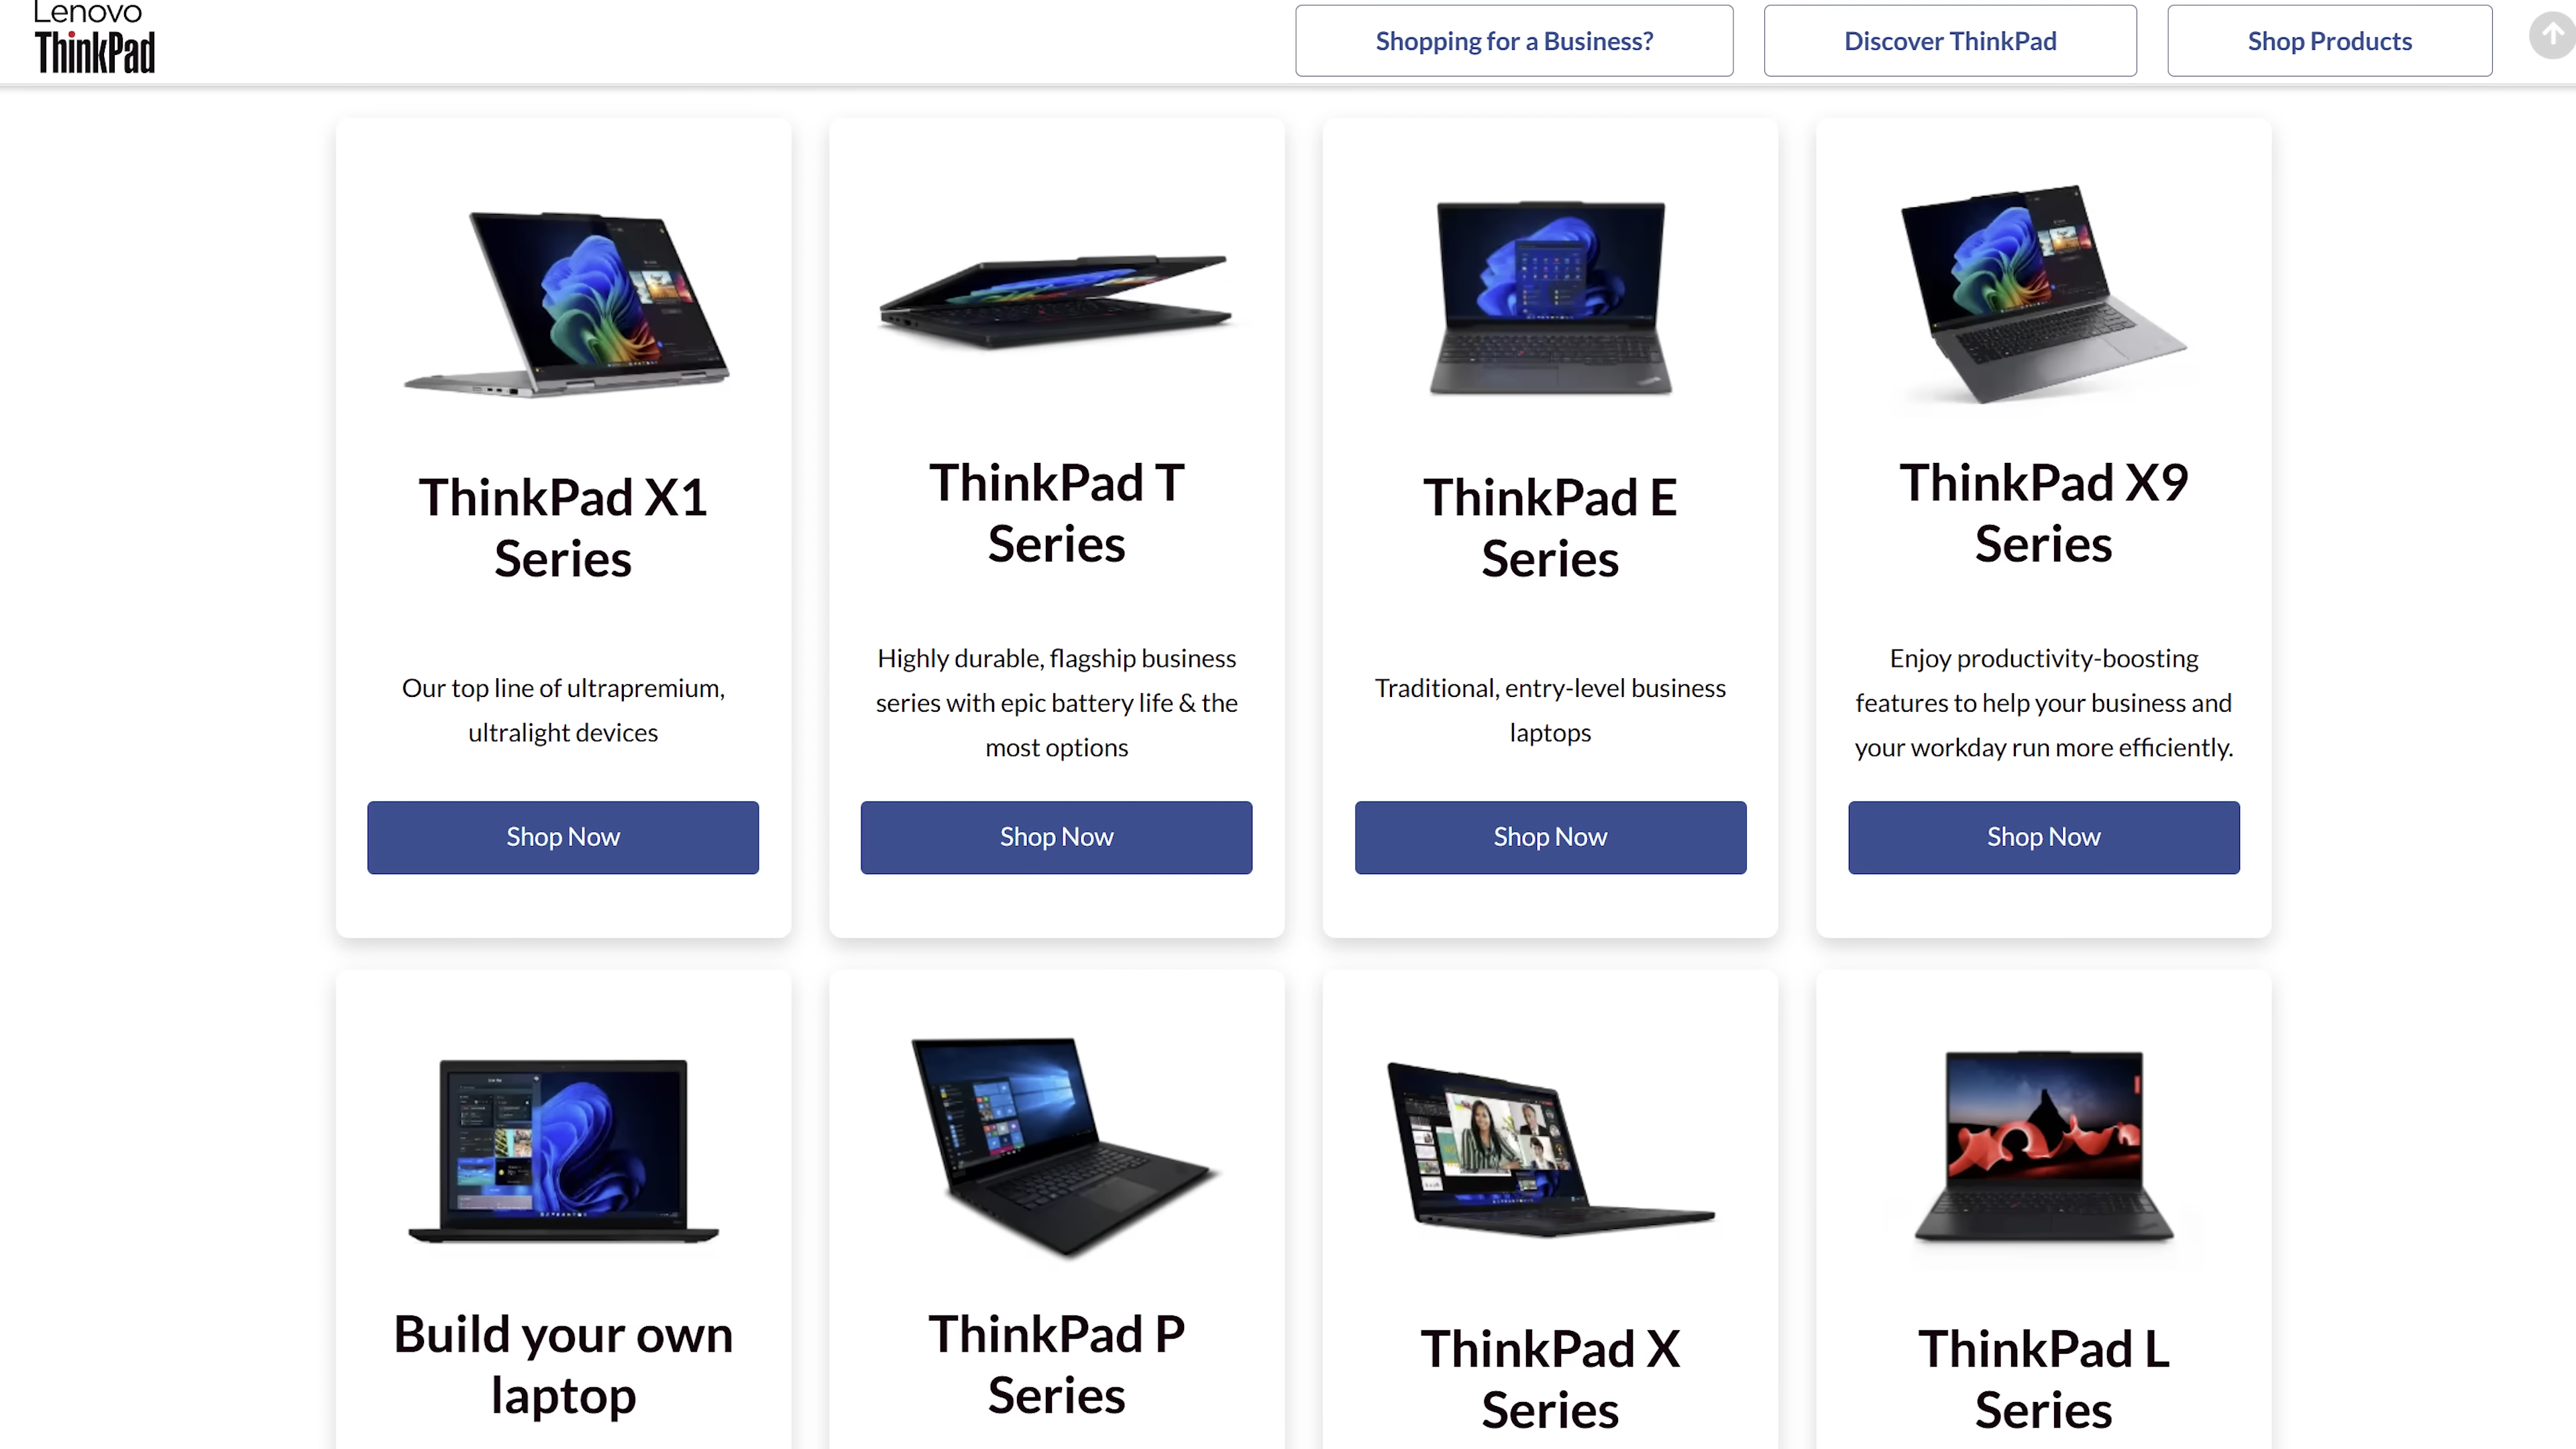 Lenovo
ThinkPad
Shopping for a Business?
Discover ThinkPad
Shop Products
ThinkPad X1
Series
Our top line of ultrapremium,
ultralight devices
Shop Now
ThinkPad T
Series
Highly durable, flagship business
series with epic battery life & the
most options
Shop Now
ThinkPad E
Series
Traditional, entry-level business
laptops
Shop Now
ThinkPad X9
Series
Enjoy productivity-boosting
features to help your business and
your workday run more efficiently.
Shop Now
Build your own
laptop
ThinkPad P
Series
ThinkPad X
Series
ThinkPad L
Series